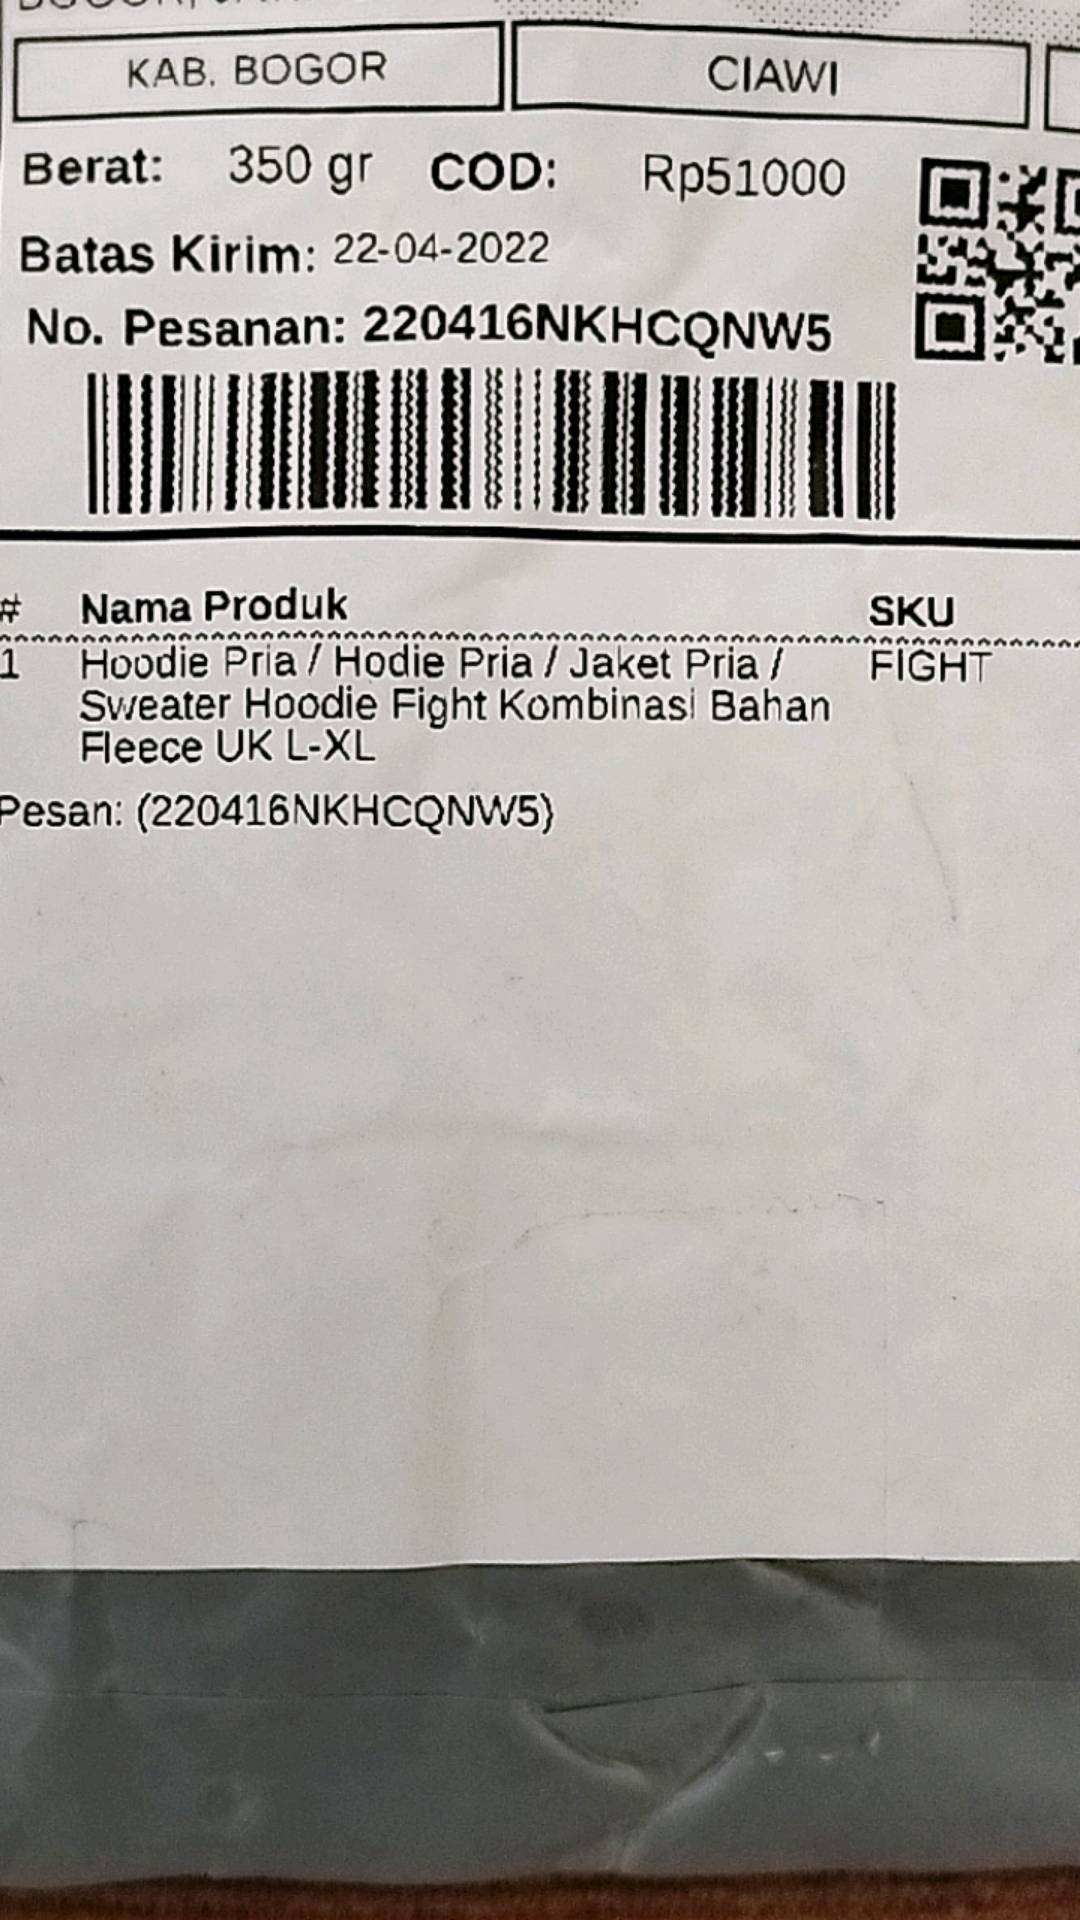 KAB. BOGOR CIAWI
Berat: 350 gr COD: Rp51000
Batas Kirim: 22-04-2022
No. Pesanan: 220416NKHCQNW5
# Nama Produk SKU
1 Hoodie Pria / Hodie Pria / Jaket Pria / FIGHT
Sweater Hoodie Fight Kombinasi Bahan
Fleece UK L-XL
Pesan: (220416NKHCQNW5)